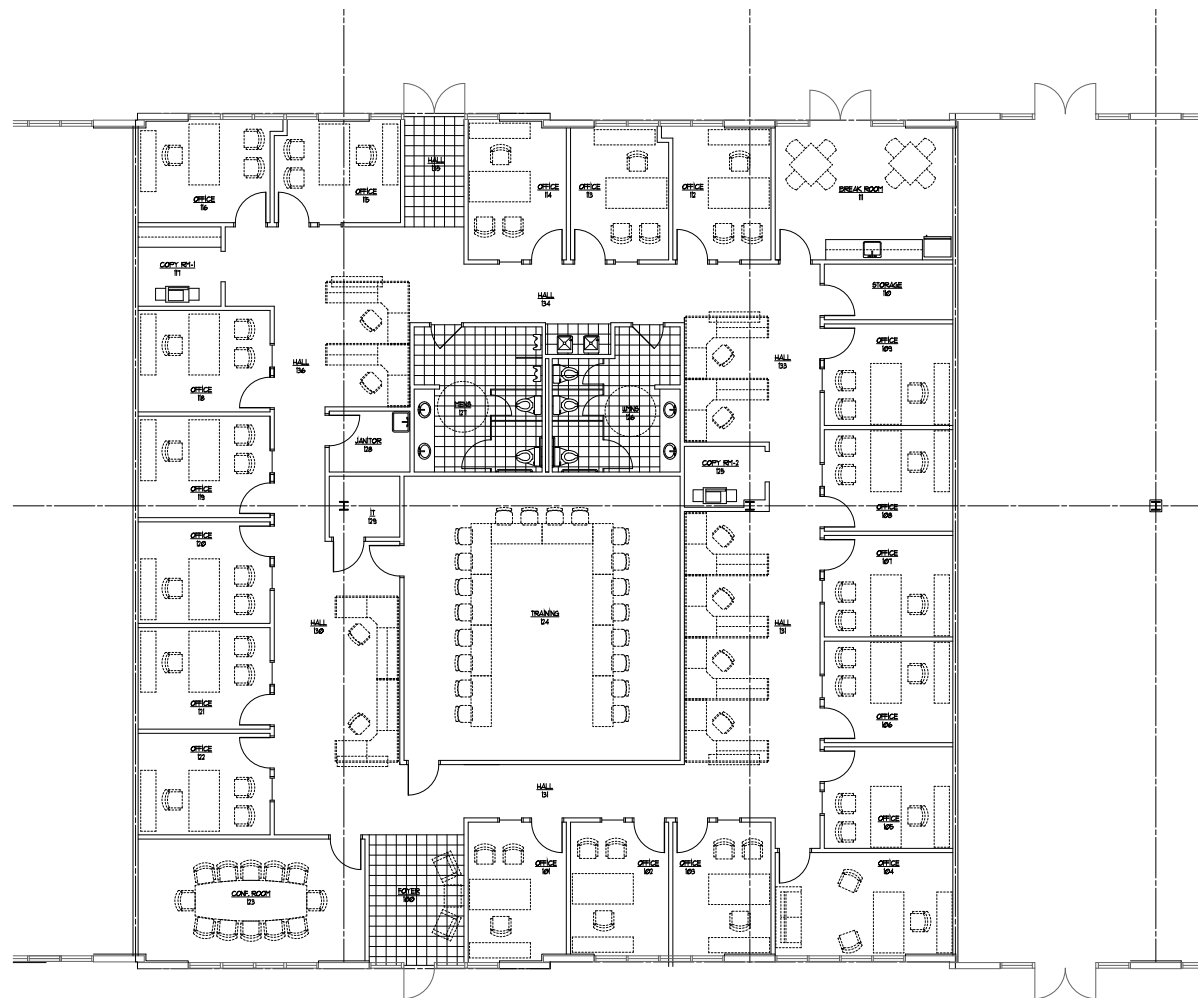 HALL
135
OFFICE
116
OFFICE
115
OFFICE
114
OFFICE
113
OFFICE
112
BREAK ROOM
11
COPY RM-1
117
HALL
134
STORAGE
110
OFFICE
118
HALL
136
HALL
133
OFFICE
109
MENS
127
WMNS
126
OFFICE
119
JANITOR
128
COPY RM-2
125
OFFICE
108
IT
129
OFFICE
120
OFFICE
107
HALL
130
TRAINING
124
HALL
131
OFFICE
121
OFFICE
106
OFFICE
122
HALL
131
OFFICE
105
CONF. ROOM
123
FOYER
100
OFFICE
101
OFFICE
102
OFFICE
103
OFFICE
104